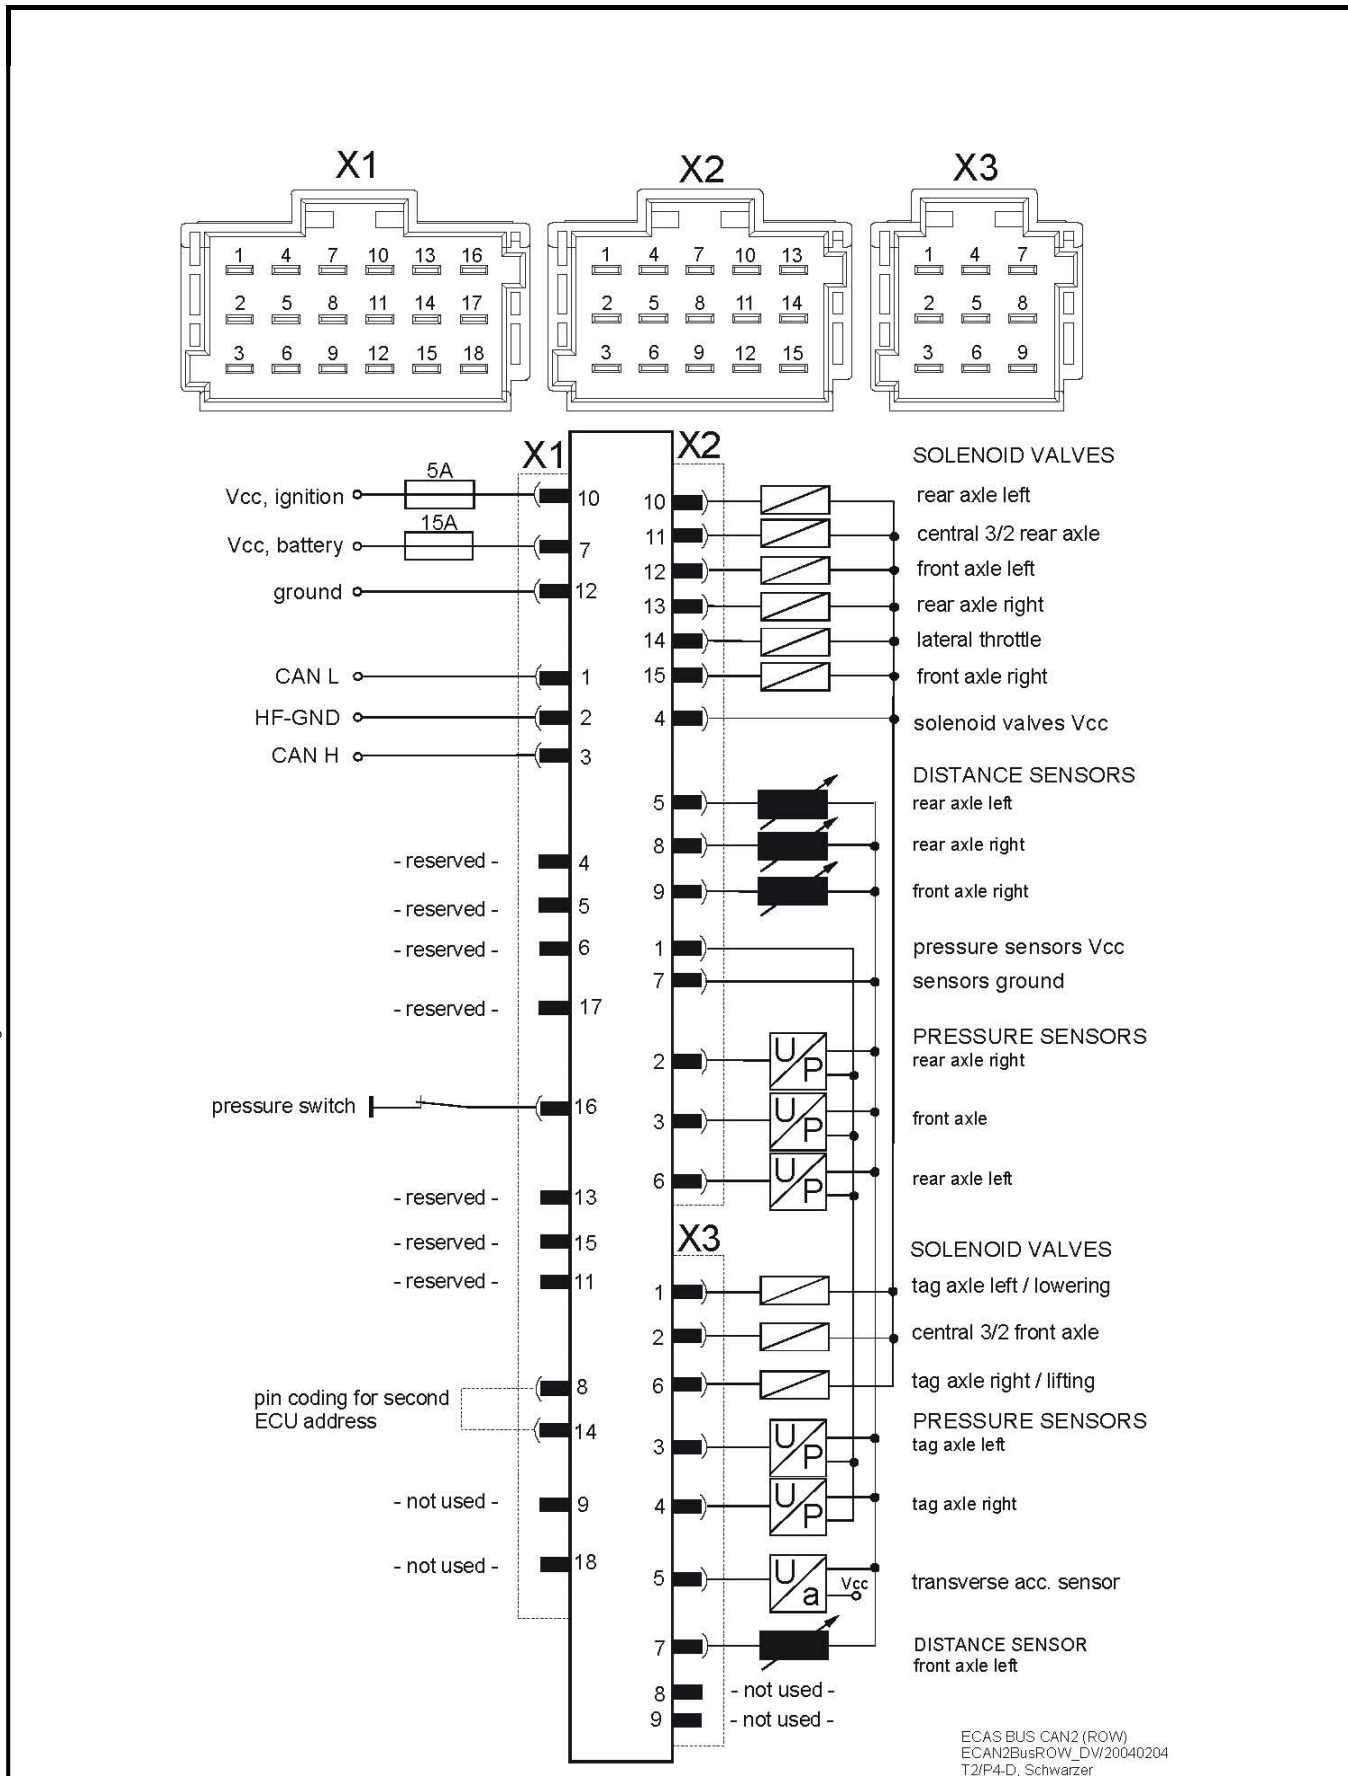 X1 X2 X3
1 4 7 10 13 16 1 4 7 10 13 1 4 7
2 5 8 11 14 17 2 5 8 11 14 2 5 8
3 6 9 12 15 18 3 6 9 12 15 3 6 9
X1 X2
SOLENOID VALVES
5A
Vcc, ignition 10 10 rear axle left
15A
11 central 3/2 rear axle
Vcc, battery 7
12 front axle left
ground 12
13 rear axle right
14 lateral throttle
CAN L 1 15 front axle right
HF-GND 2 4 solenoid valves Vcc
CAN H 3
DISTANCE SENSORS
5 rear axle left
8 rear axle right
- reserved - 4
9 front axle right
- reserved - 5
- reserved - 6 1 pressure sensors Vcc
7 sensors ground
- reserved - 17
PRESSURE SENSORS
2 U/P rear axle right
pressure switch 16
3 U/P front axle
6 U/P rear axle left
- reserved - 13
- reserved - 15
X3
SOLENOID VALVES
- reserved - 11
1 tag axle left / lowering
2 central 3/2 front axle
6 tag axle right / lifting
pin coding for second 8
ECU address 14
PRESSURE SENSORS
3 U/P tag axle left
- not used - 9
4 U/P tag axle right
- not used - 18
5 U/a Vcc transverse acc. sensor
7 DISTANCE SENSOR
front axle left
8 - not used -
9 - not used -
ECAS BUS CAN2 (ROW)
ECAN2BusROW_DV/20040204
T2/P4-D, Schwarzer